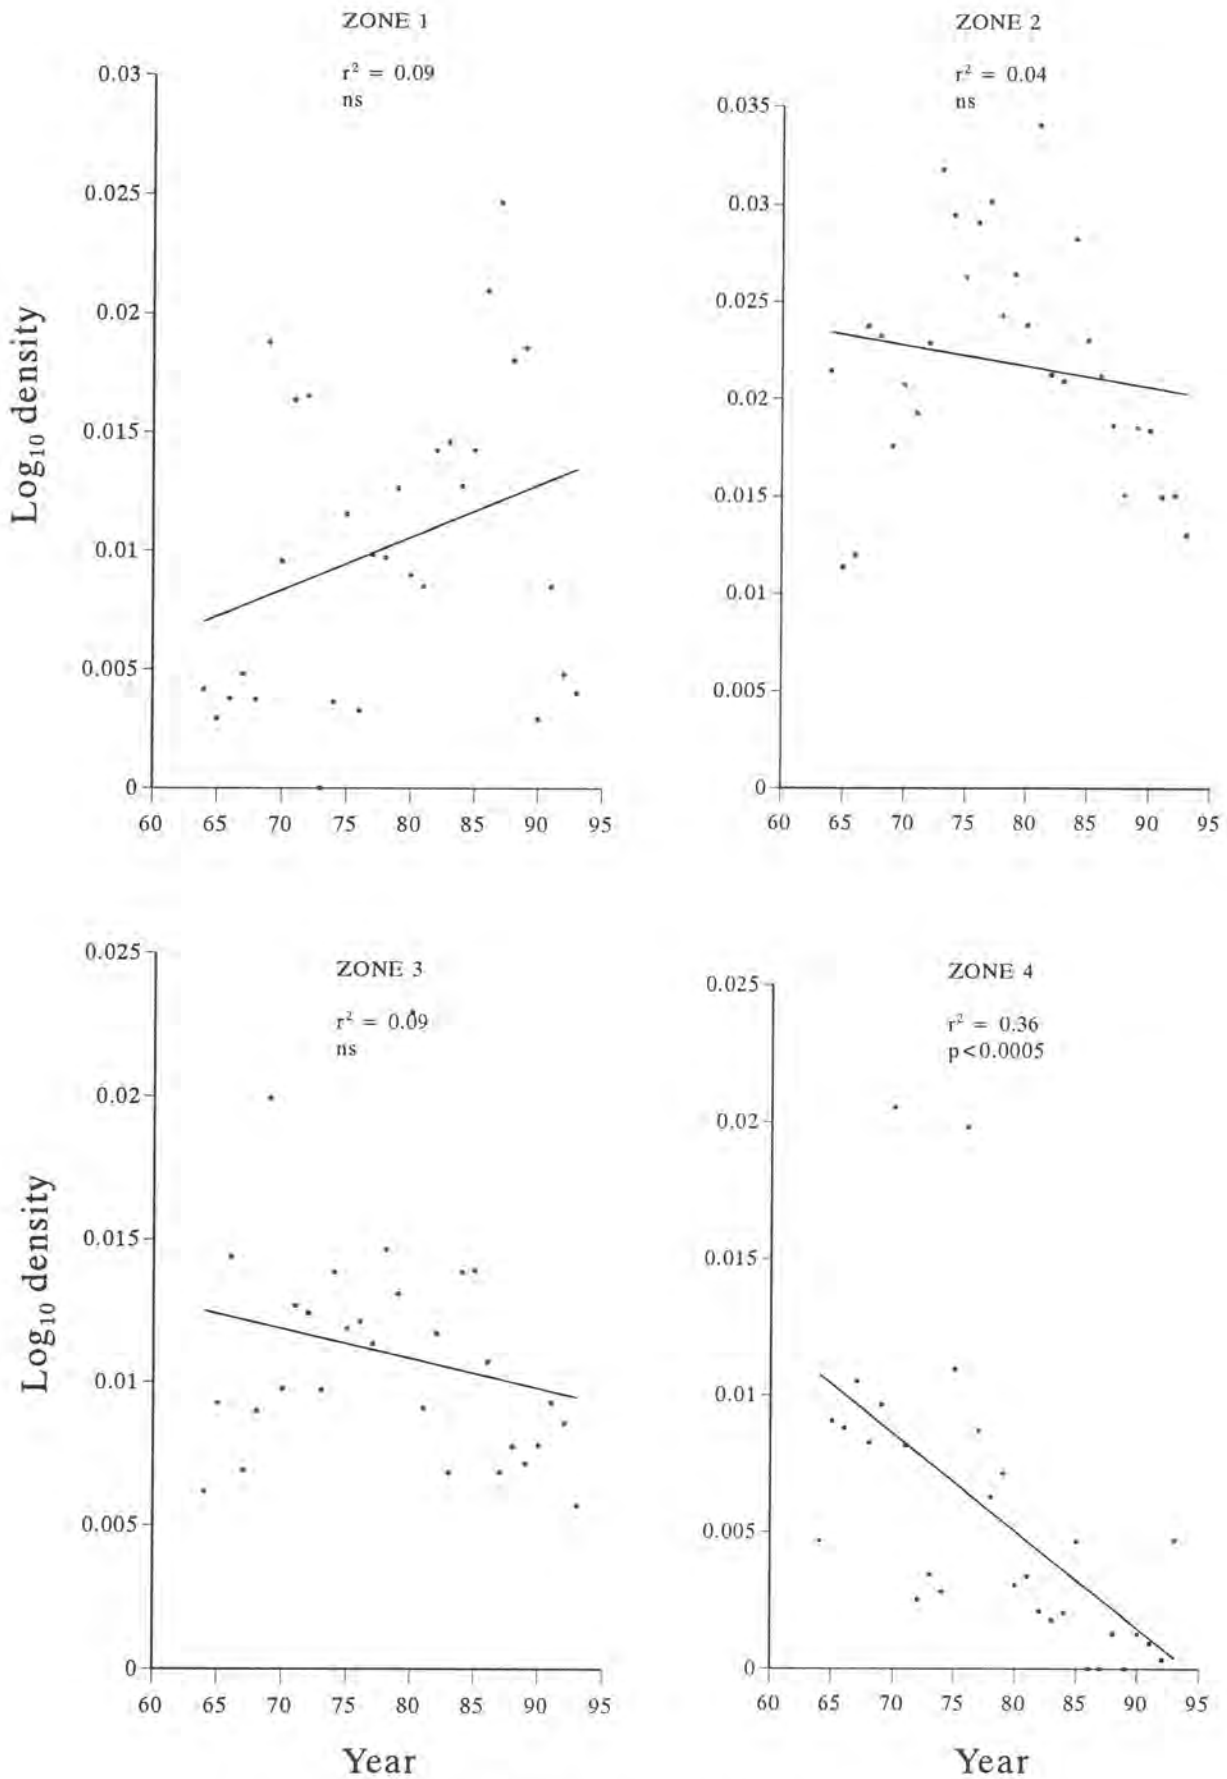 ZONE 1
r² = 0.09
ns
0.03
0.025
0.02
0.015
0.01
0.005
0
60 65 70 75 80 85 90 95
Log₁₀ density
ZONE 2
r² = 0.04
ns
0.035
0.03
0.025
0.02
0.015
0.01
0.005
0
60 65 70 75 80 85 90 95
ZONE 3
r² = 0.09
ns
0.025
0.02
0.015
0.01
0.005
0
60 65 70 75 80 85 90 95
Log₁₀ density
Year
ZONE 4
r² = 0.36
p<0.0005
0.025
0.02
0.015
0.01
0.005
0
60 65 70 75 80 85 90 95
Year